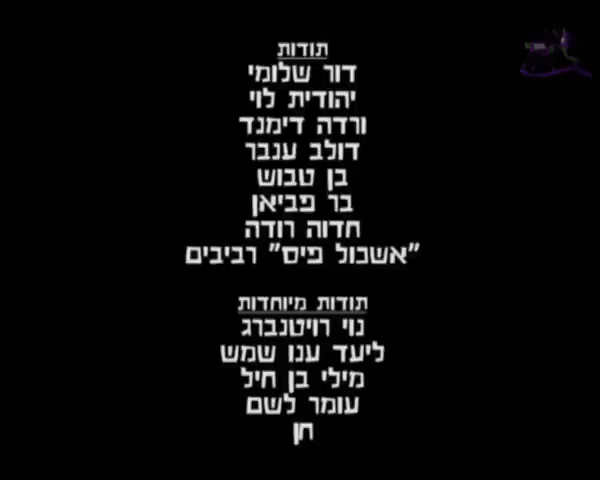 תודות
דור שלומי
יהודית לוי
ורדה דימנד
דולב ענבר
בן טבוש
בר פביאן
חדוה רודה
"אשכול פיס" רביבים
תודות מיוחדות
נוי רויטנברג
ליעד ענו שמש
מילי בן חיל
עומר לשם
חן